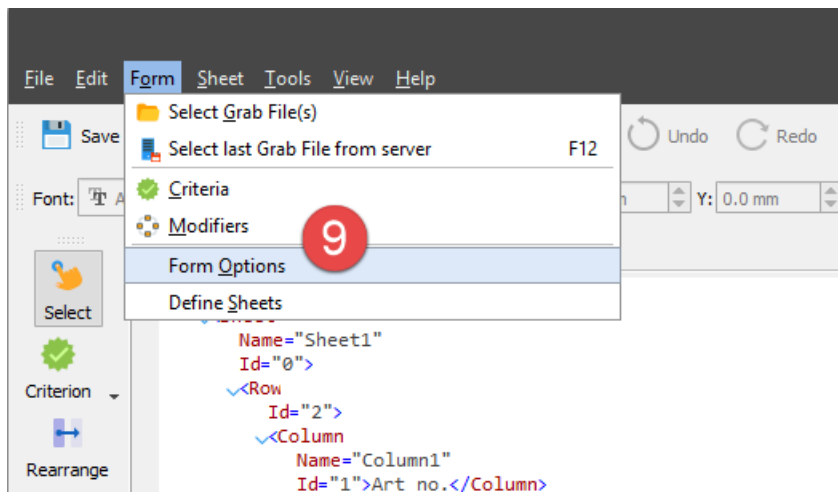 File Edit Form Sheet Tools View Help
Select Grab File(s)
Save
Undo Redo
Select last Grab File from server F12
Criteria
Font: Y: 0.0 mm
Modifiers
9
Form Options
Select
Define Sheets
Name="Sheet1"
Id="0">
<Row
Criterion
Id="2">
<Column
Name="Column1"
Rearrange
Id="1">Art no.</Column>